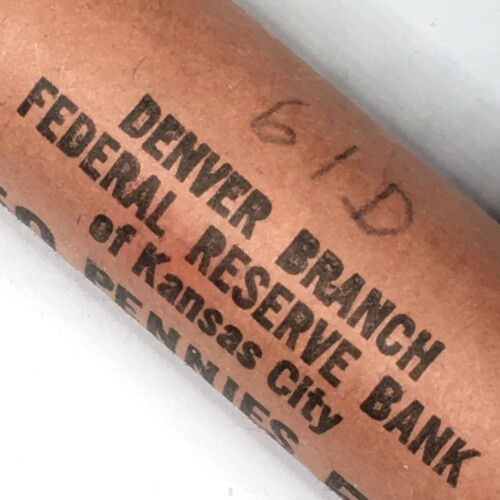 61D
DENVER BRANCH
FEDERAL RESERVE BANK
of Kansas City
PENNIES